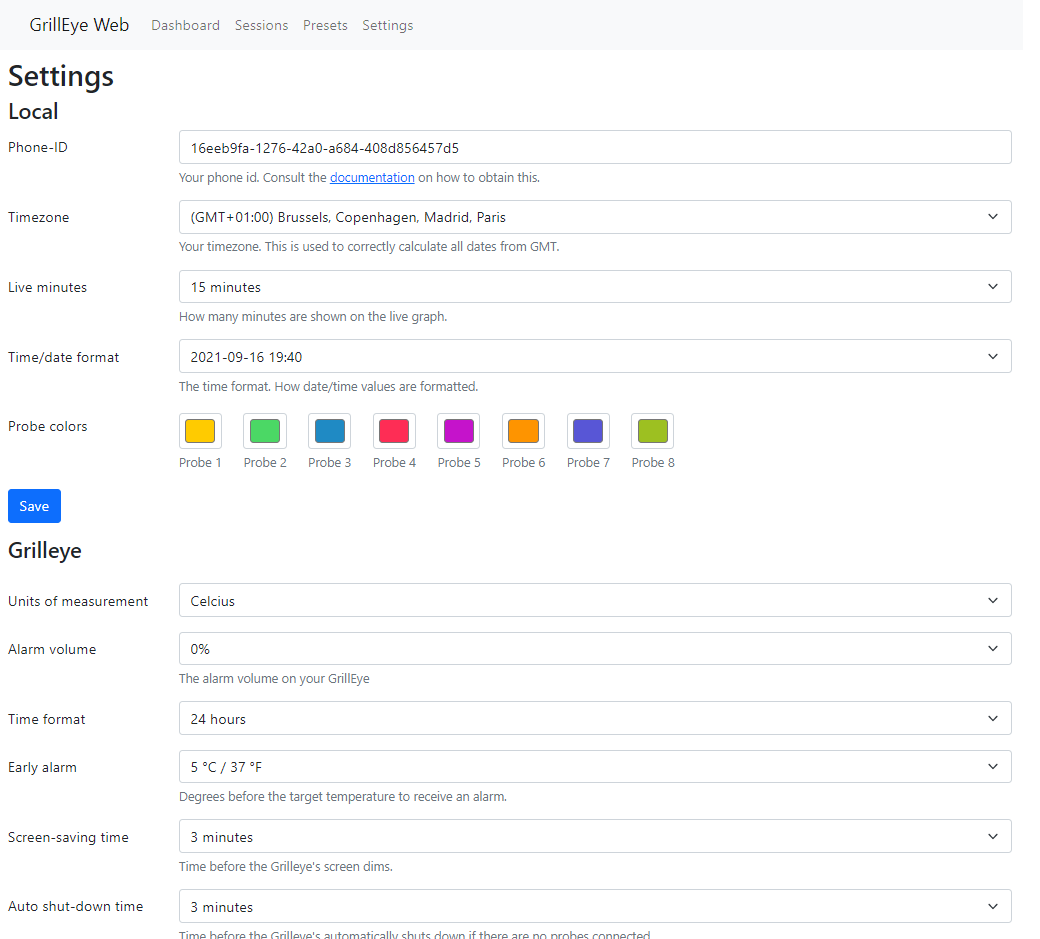 GrillEye Web Dashboard Sessions Presets Settings
Settings
Local
Phone-ID 16eeb9fa-1276-42a0-a684-408d856457d5
Your phone id. Consult the documentation on how to obtain this.
Timezone (GMT+01:00) Brussels, Copenhagen, Madrid, Paris
Your timezone. This is used to correctly calculate all dates from GMT.
Live minutes 15 minutes
How many minutes are shown on the live graph.
Time/date format 2021-09-16 19:40
The time format. How date/time values are formatted.
Probe colors
Probe 1 Probe 2 Probe 3 Probe 4 Probe 5 Probe 6 Probe 7 Probe 8
Save
Grilleye
Units of measurement Celcius
Alarm volume 0%
The alarm volume on your GrillEye
Time format 24 hours
Early alarm 5 °C / 37 °F
Degrees before the target temperature to receive an alarm.
Screen-saving time 3 minutes
Time before the Grilleye's screen dims.
Auto shut-down time 3 minutes
Time before the Grilleye's automatically shuts down if there are no probes connected.